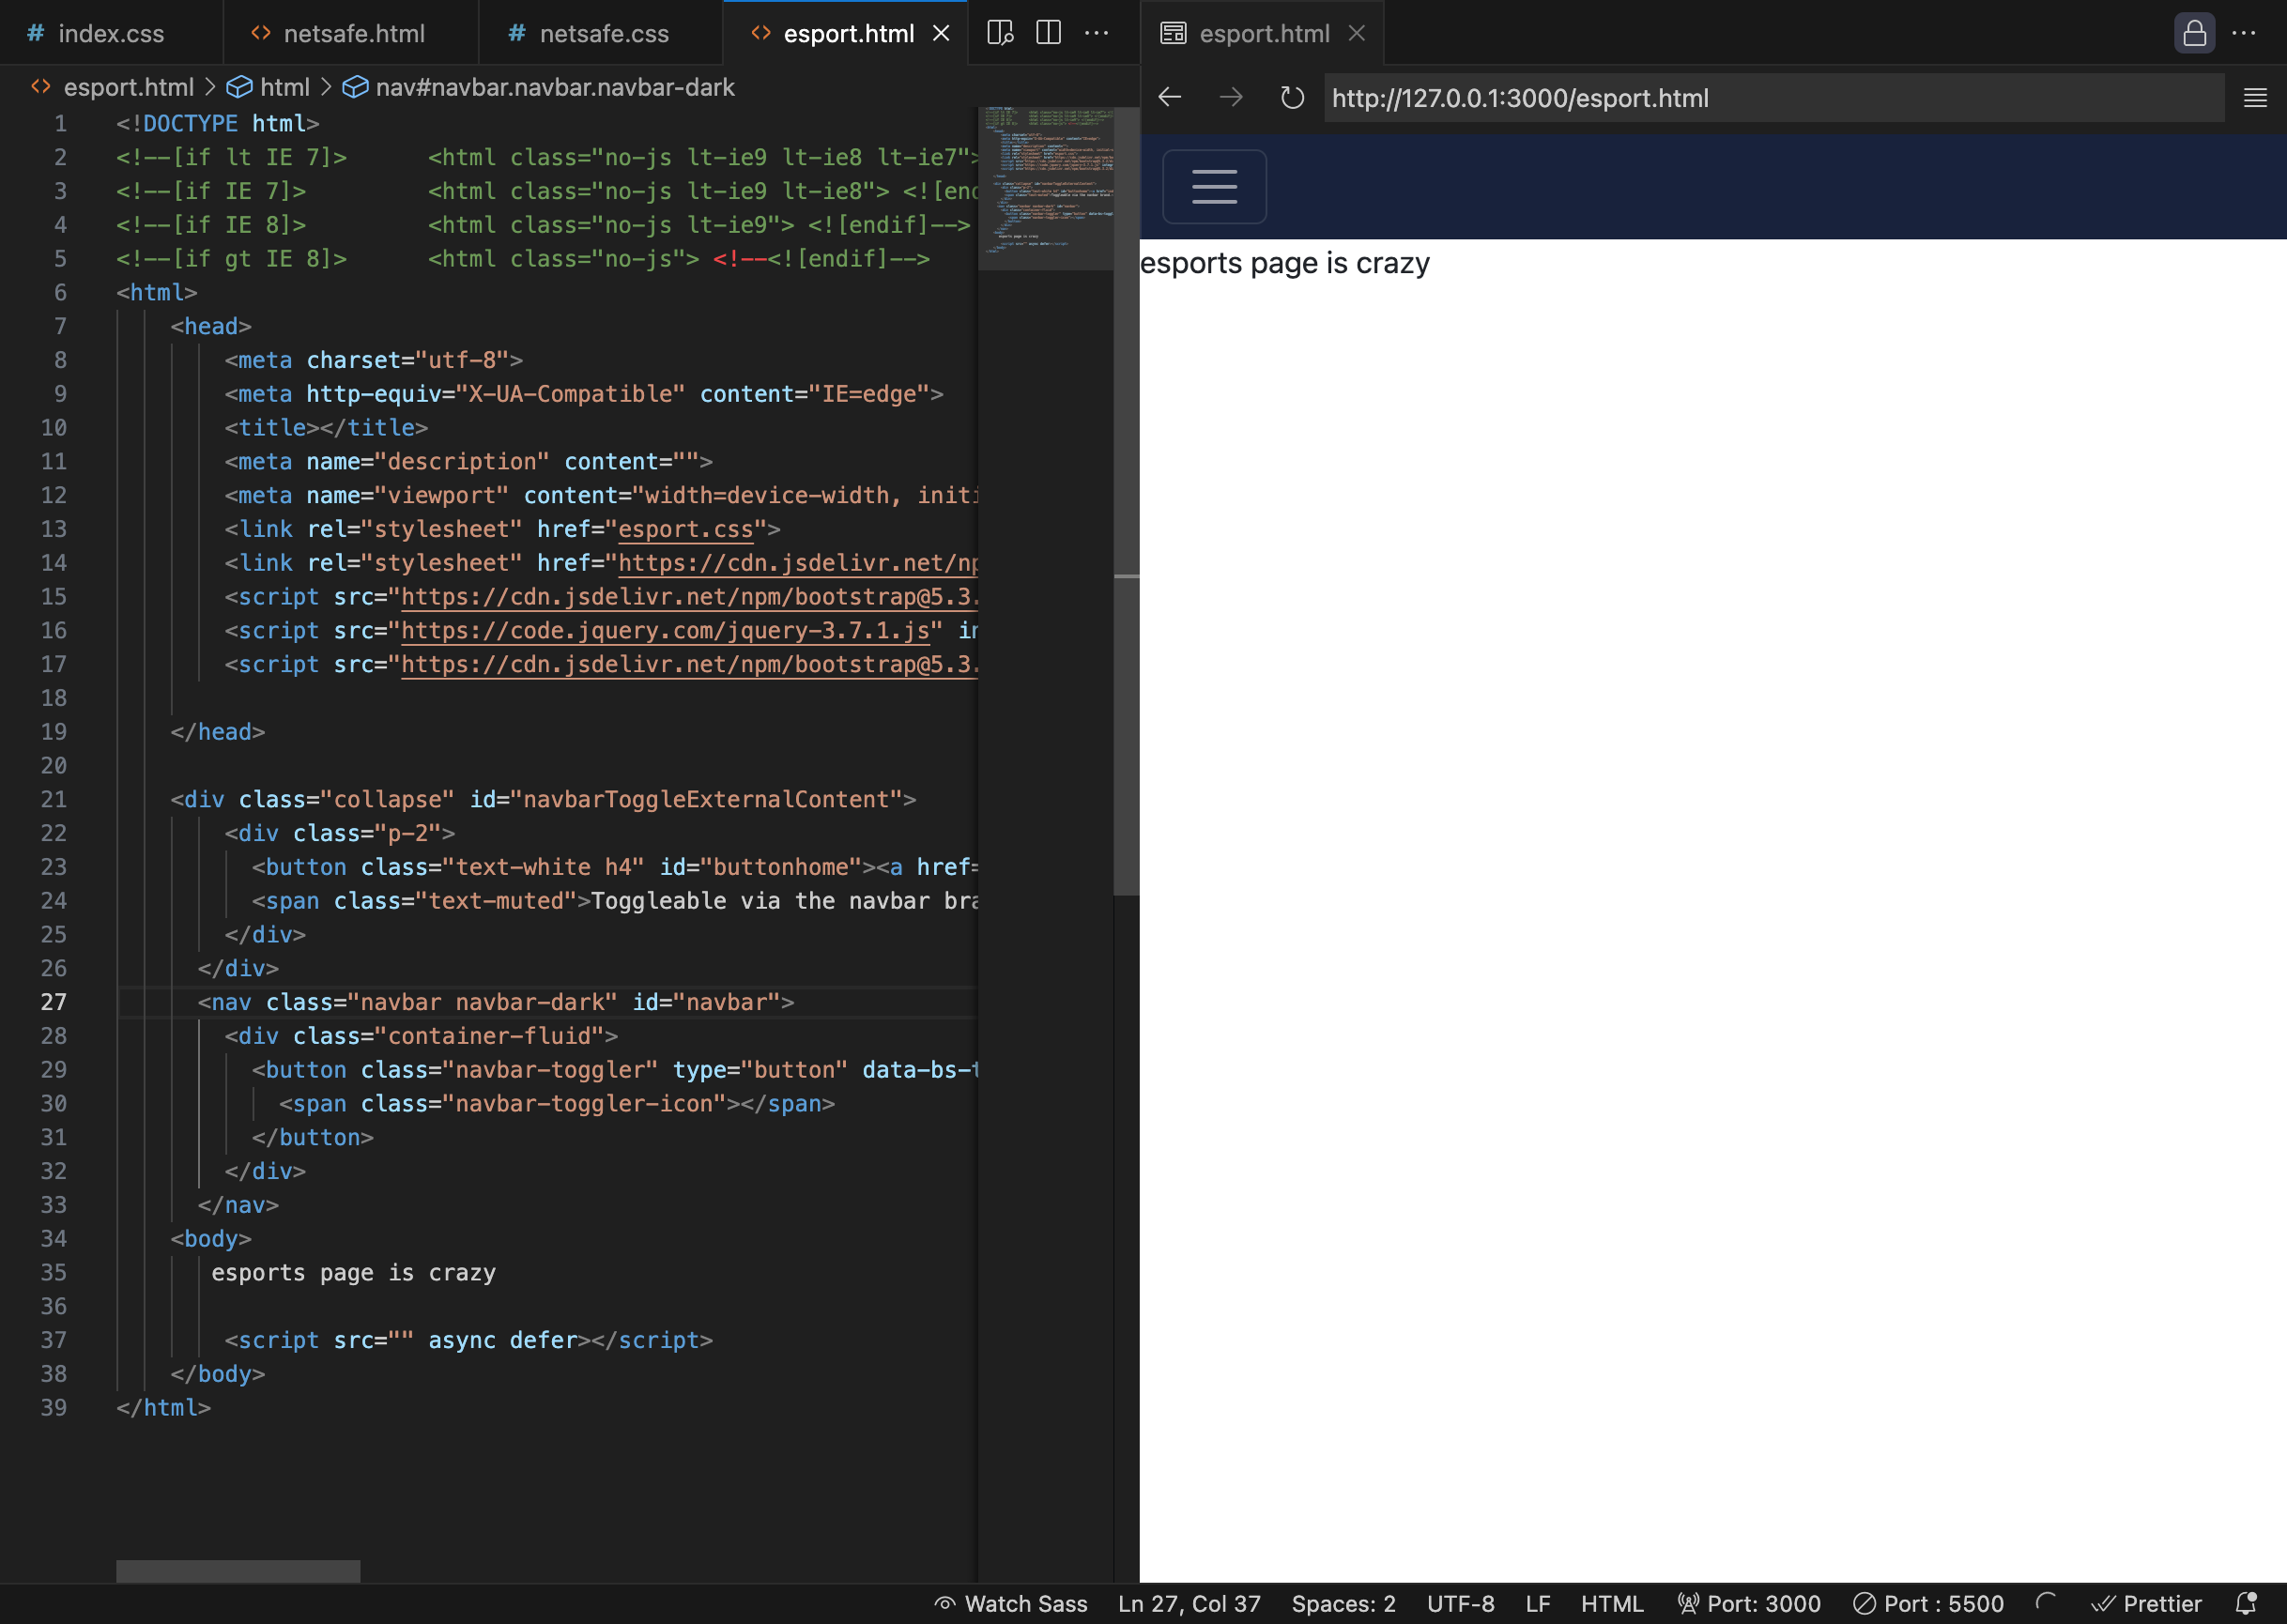 index.css
netsafe.html
netsafe.css
esport.html
esport.html
esport.html > html > nav#navbar.navbar.navbar-dark
http://127.0.0.1:3000/esport.html
1 <!DOCTYPE html>
2 <!--[if lt IE 7]>      <html class="no-js lt-ie9 lt-ie8 lt-ie7">
3 <!--[if IE 7]>         <html class="no-js lt-ie9 lt-ie8"> <![end
4 <!--[if IE 8]>         <html class="no-js lt-ie9"> <![endif]-->
5 <!--[if gt IE 8]>      <html class="no-js"> <!--<![endif]-->
6 <html>
7     <head>
8         <meta charset="utf-8">
9         <meta http-equiv="X-UA-Compatible" content="IE=edge">
10         <title></title>
11         <meta name="description" content="">
12         <meta name="viewport" content="width=device-width, initi
13         <link rel="stylesheet" href="esport.css">
14         <link rel="stylesheet" href="https://cdn.jsdelivr.net/np
15         <script src="https://cdn.jsdelivr.net/npm/bootstrap@5.3.
16         <script src="https://code.jquery.com/jquery-3.7.1.js" in
17         <script src="https://cdn.jsdelivr.net/npm/bootstrap@5.3.
18
19     </head>
20
21     <div class="collapse" id="navbarToggleExternalContent">
22         <div class="p-2">
23           <button class="text-white h4" id="buttonhome"><a href=
24           <span class="text-muted">Toggleable via the navbar bra
25         </div>
26       </div>
27       <nav class="navbar navbar-dark" id="navbar">
28         <div class="container-fluid">
29           <button class="navbar-toggler" type="button" data-bs-t
30             <span class="navbar-toggler-icon"></span>
31           </button>
32         </div>
33       </nav>
34     <body>
35        esports page is crazy
36
37         <script src="" async defer></script>
38     </body>
39 </html>
esports page is crazy
Watch Sass
Ln 27, Col 37
Spaces: 2
UTF-8
LF
HTML
Port: 3000
Port : 5500
Prettier